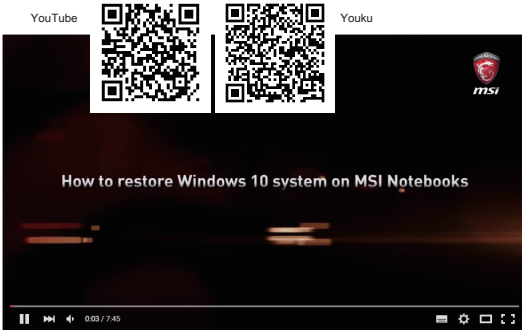 YouTube
Youku
msi
How to restore Windows 10 system on MSI Notebooks
0:03 / 7:45